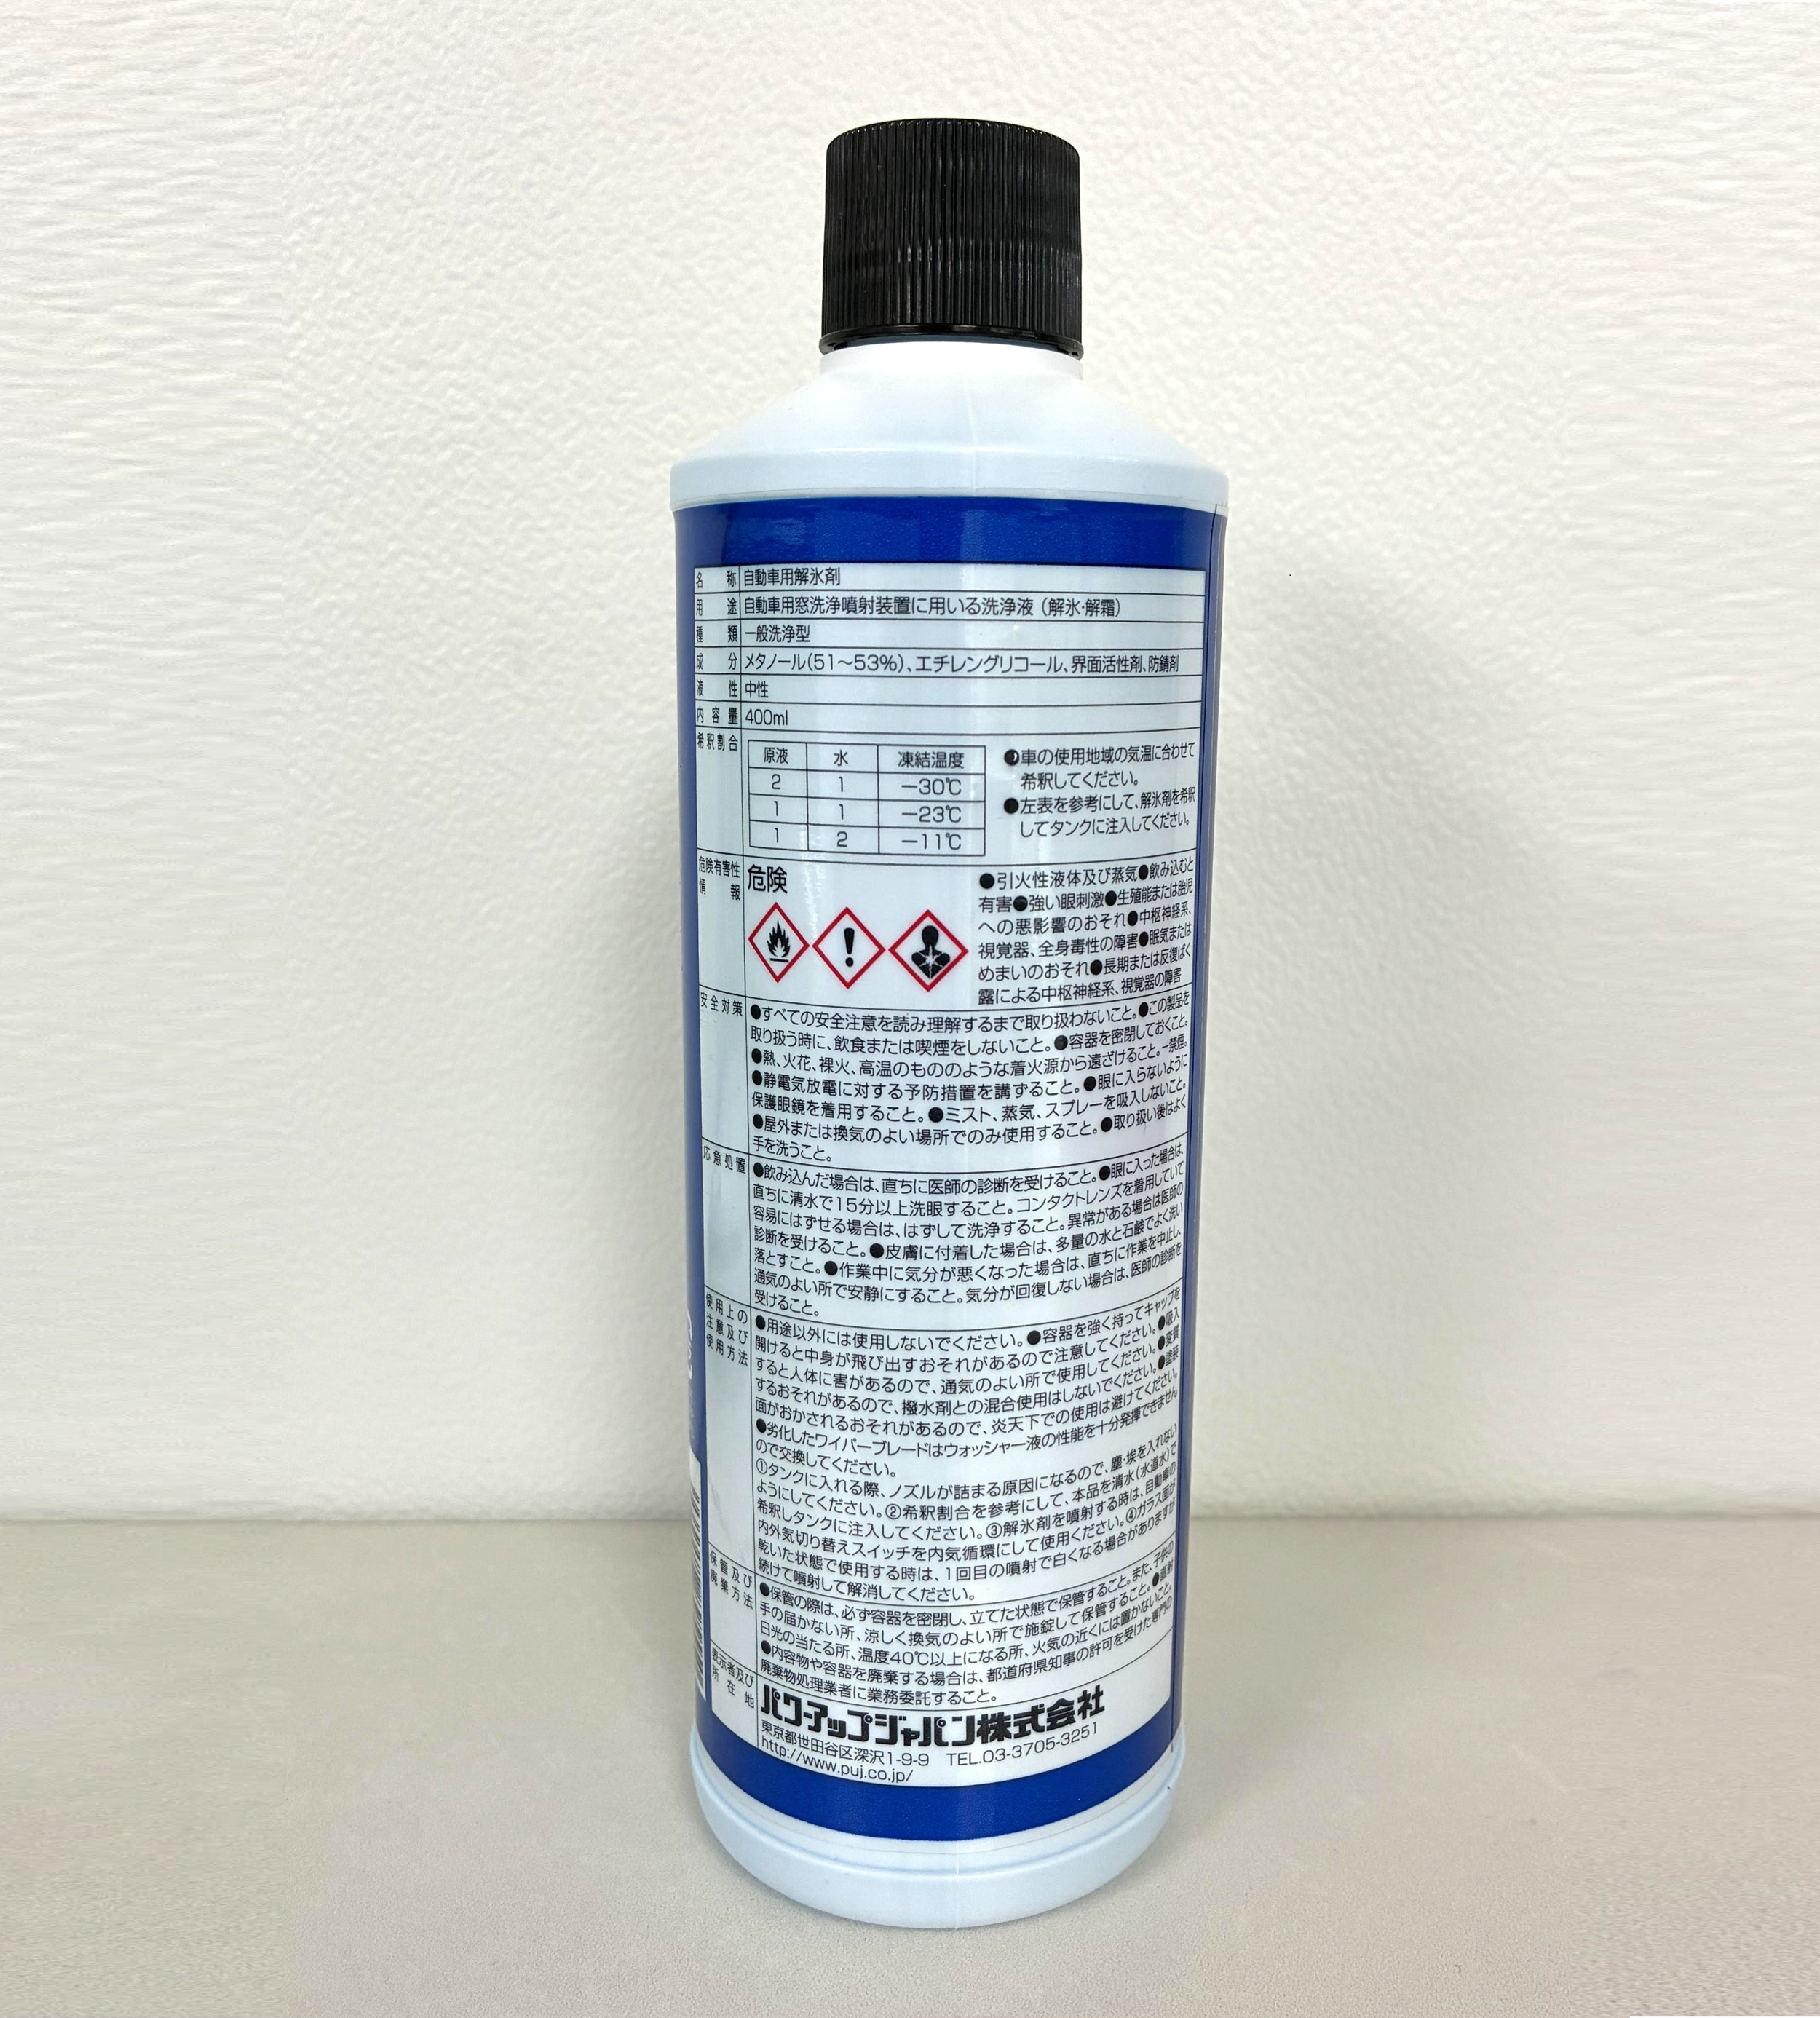 名称 自動車用解氷剤
用途 自動車用窓洗浄噴射装置に用いる洗浄液（解氷・解霜）
種類 一般洗浄型
成分 メタノール（51～53%）、エチレングリコール、界面活性剤、防錆剤
液性 中性
内容量 400ml
希釈割合
原液 水 凍結温度
2 1 −30℃
1 1 −23℃
1 2 −11℃
●車の使用地域の気温に合わせて
希釈してください。
●左表を参考にして、解氷剤を希釈
してタンクに注入してください。
危険有害性
情報
危険
●引火性液体及び蒸気●飲み込むと
有害●強い眼刺激●生殖能または胎児
への悪影響のおそれ●中枢神経系、
視覚器、全身毒性の障害●眠気または
めまいのおそれ●長期または反復ばく
露による中枢神経系、視覚器の障害
安全対策
●すべての安全注意を読み理解するまで取り扱わないこと。●この製品を
取り扱う時に、飲食または喫煙をしないこと。●容器を密閉しておくこと。
●熱、火花、裸火、高温のもののような着火源から遠ざけること。−禁煙。
●静電気放電に対する予防措置を講ずること。●眼に入らないように
保護眼鏡を着用すること。●ミスト、蒸気、スプレーを吸入しないこと。
●屋外または換気のよい場所でのみ使用すること。●取り扱い後はよく
手を洗うこと。
応急処置
●飲み込んだ場合は、直ちに医師の診断を受けること。●眼に入った場合は、
直ちに清水で15分以上洗眼すること。コンタクトレンズを着用していて
容易にはずせる場合は、はずして洗浄すること。異常がある場合は医師の
診断を受けること。●皮膚に付着した場合は、多量の水と石鹸でよく洗い
落とすこと。●作業中に気分が悪くなった場合は、直ちに作業を中止し、
通気のよい所で安静にすること。気分が回復しない場合は、医師の診断を
受けること。
使用上の
注意及び
使用方法
●用途以外には使用しないでください。●容器を強く持ってキャップを
開けると中身が飛び出すおそれがあるので注意してください。●吸入
すると人体に害があるので、通気のよい所で使用してください。●変質
するおそれがあるので、撥水剤との混合使用はしないでください。●塗装
面がおかされるおそれがあるので、炎天下での使用は避けてください。
●劣化したワイパーブレードはウォッシャー液の性能を十分発揮できません
ので交換してください。
①タンクに入れる際、ノズルが詰まる原因になるので、塵・埃を入れない
ようにしてください。②希釈割合を参考にして、本品を清水（水道水）で
希釈しタンクに注入してください。③解氷剤を噴射する時は、自動車の
内外気切り替えスイッチを内気循環にして使用ください。④ガラス面が
乾いた状態で使用する時は、1回目の噴射で白くなる場合がありますが
続けて噴射して解消してください。
保管及び
廃棄方法
●保管の際は、必ず容器を密閉し、立てた状態で保管すること。また、子供の
手の届かない所、涼しく換気のよい所で施錠して保管すること。●直射
日光の当たる所、温度40℃以上になる所、火気の近くには置かないこと。
●内容物や容器を廃棄する場合は、都道府県知事の許可を受けた専門の
廃棄物処理業者に業務委託すること。
表示者及び
所在地
パワーアップジャパン株式会社
東京都世田谷区深沢1-9-9 TEL.03-3705-3251
http://www.puj.co.jp/